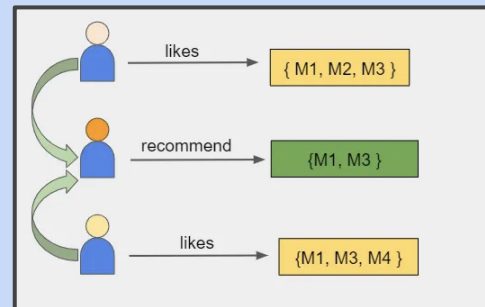 likes
{ M1, M2, M3 }
recommend
{M1, M3 }
likes
{M1, M3, M4 }